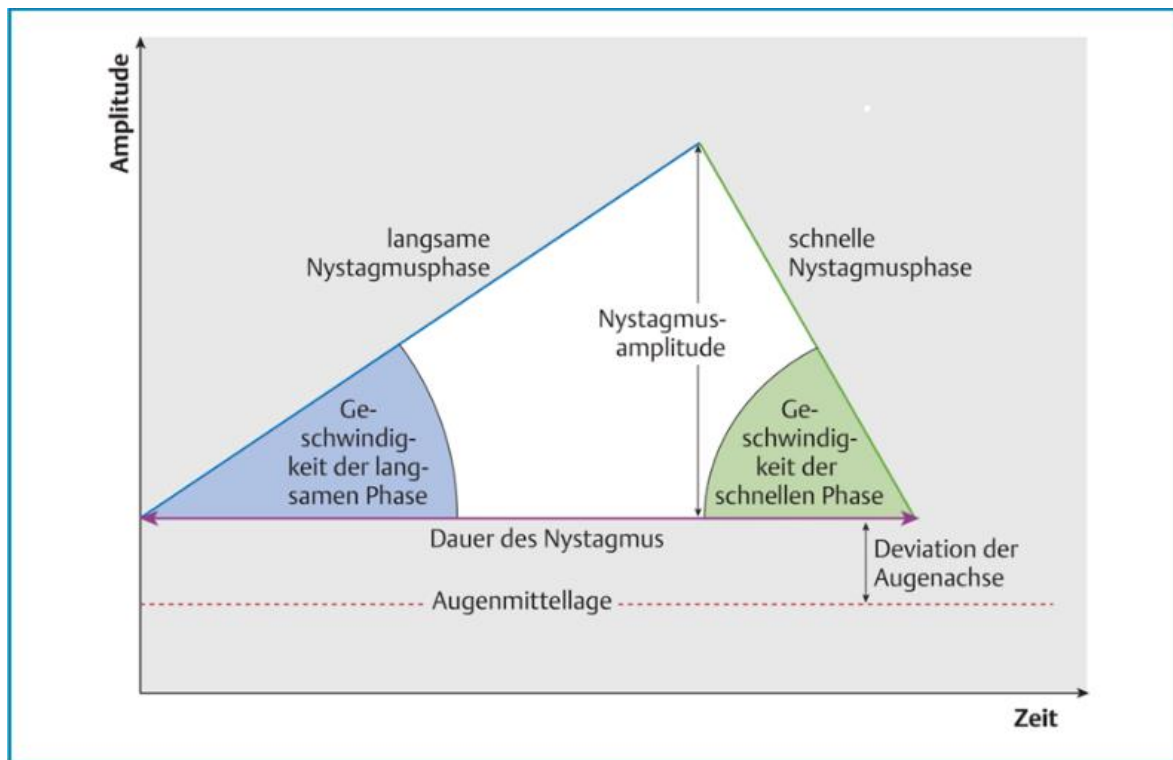 Amplitude
langsame
Nystagmusphase
schnelle
Nystagmusphase
Nystagmus-
amplitude
Ge-
schwindig-
keit der lang-
samen Phase
Ge-
schwindig-
keit der
schnellen Phase
Dauer des Nystagmus
Deviation der
Augenachse
Augenmittellage
Zeit